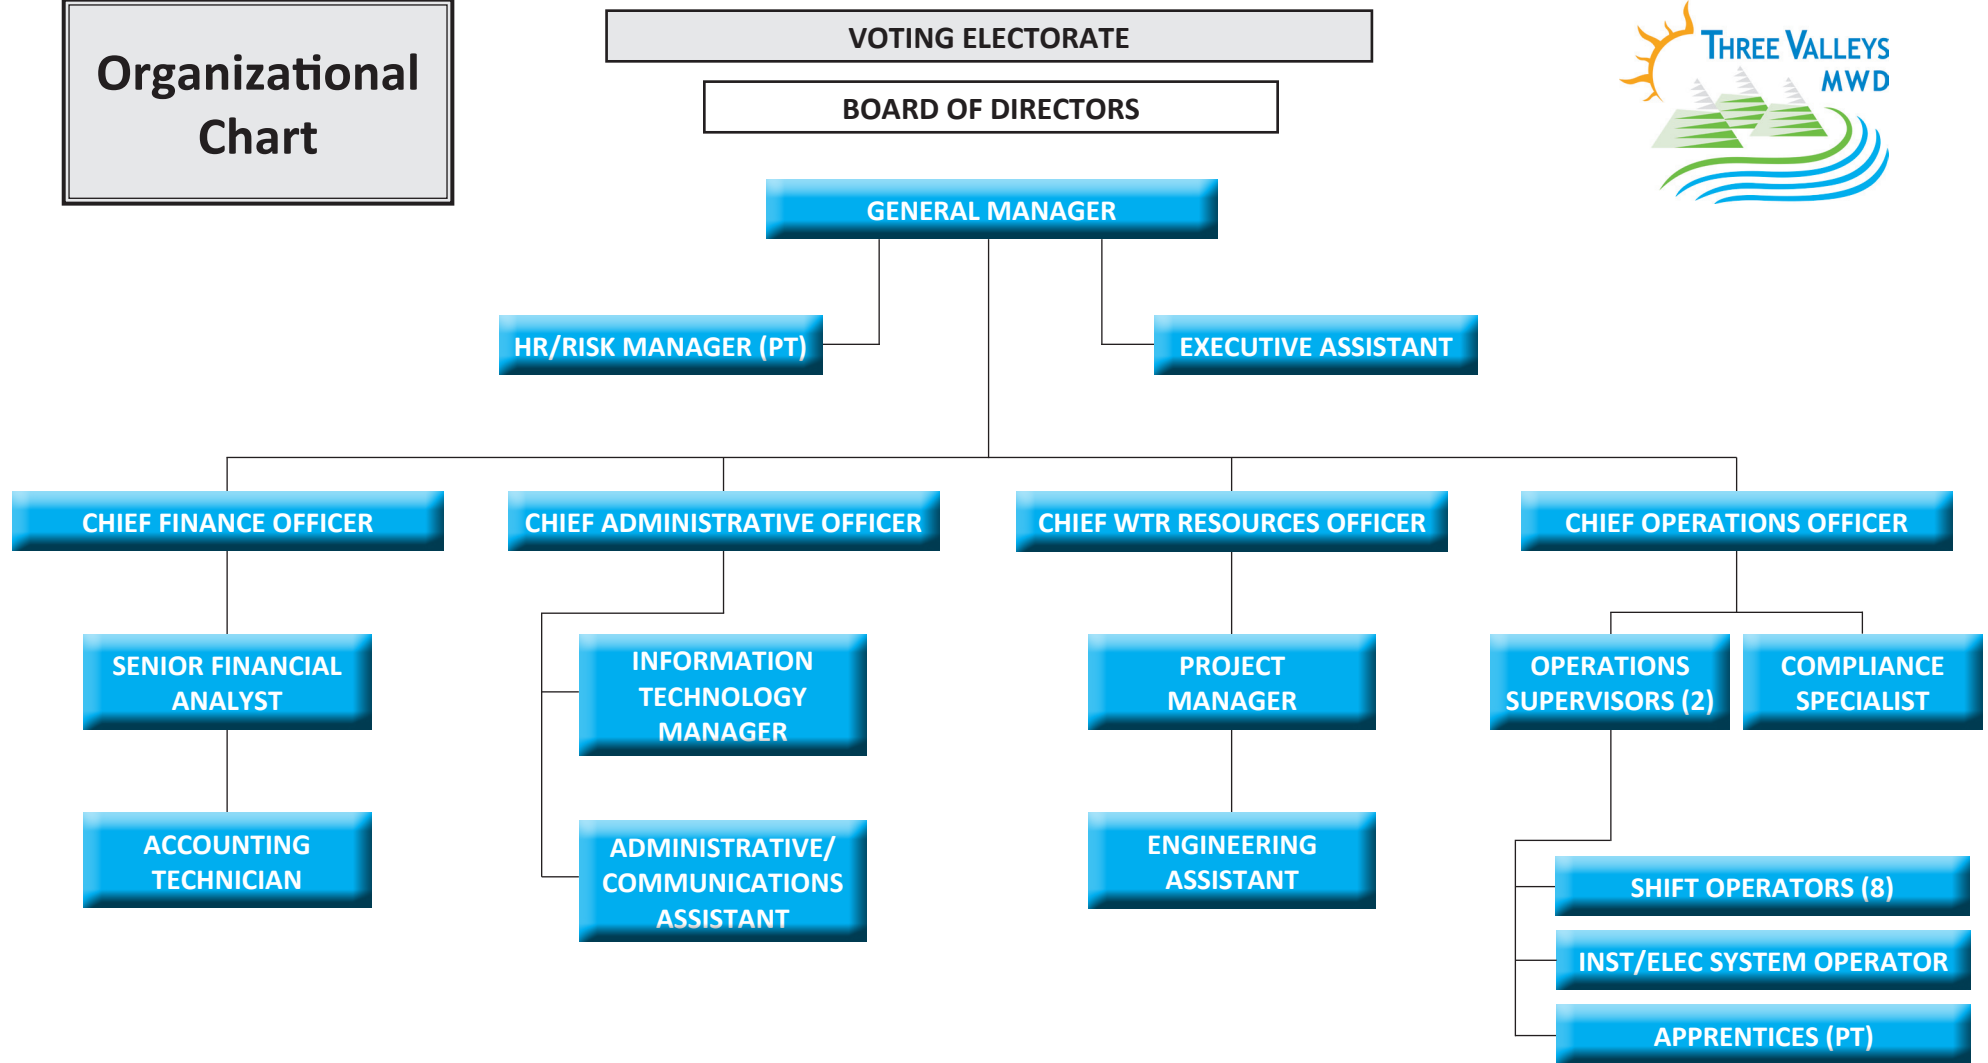 Organizational
Chart
VOTING ELECTORATE
BOARD OF DIRECTORS
THREE VALLEYS
MWD
GENERAL MANAGER
HR/RISK MANAGER (PT)
EXECUTIVE ASSISTANT
CHIEF FINANCE OFFICER
CHIEF ADMINISTRATIVE OFFICER
CHIEF WTR RESOURCES OFFICER
CHIEF OPERATIONS OFFICER
SENIOR FINANCIAL
ANALYST
INFORMATION
TECHNOLOGY
MANAGER
PROJECT
MANAGER
OPERATIONS
SUPERVISORS (2)
COMPLIANCE
SPECIALIST
ACCOUNTING
TECHNICIAN
ADMINISTRATIVE/
COMMUNICATIONS
ASSISTANT
ENGINEERING
ASSISTANT
SHIFT OPERATORS (8)
INST/ELEC SYSTEM OPERATOR
APPRENTICES (PT)